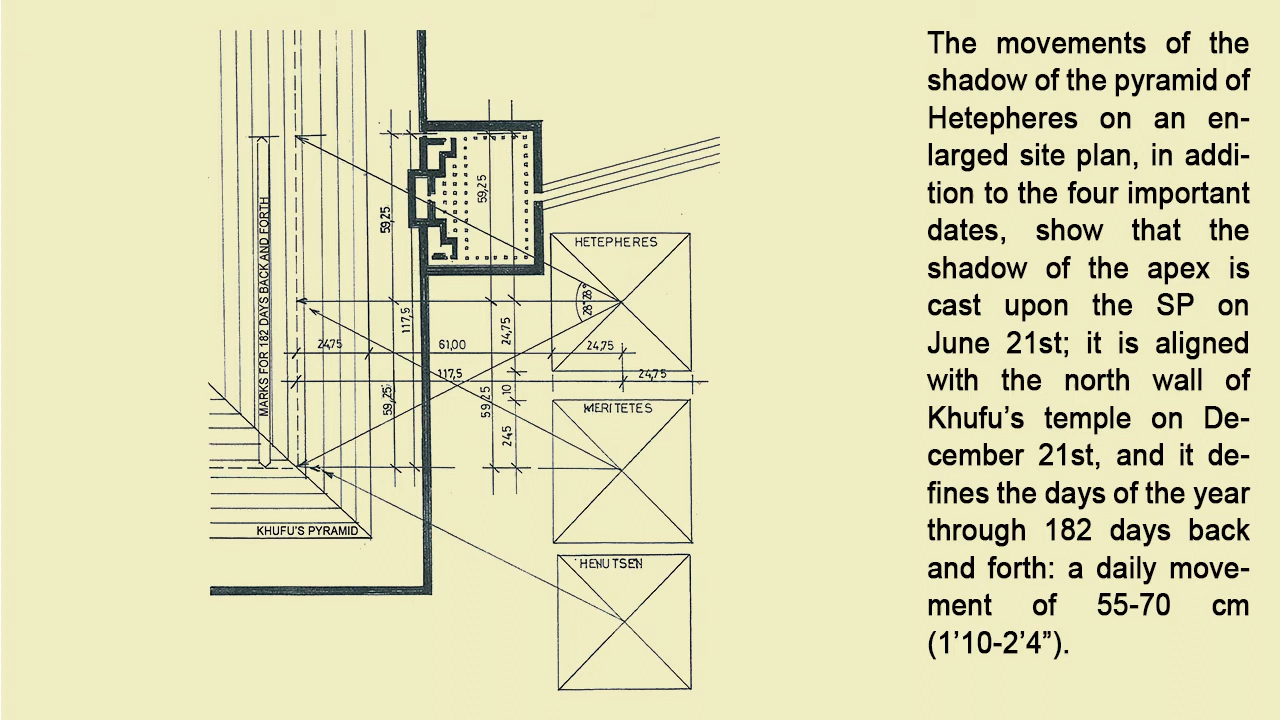 The movements of the
shadow of the pyramid of
Hetepheres on an en-
larged site plan, in addi-
tion to the four important
dates, show that the
shadow of the apex is
cast upon the SP on
June 21st; it is aligned
with the north wall of
Khufu’s temple on De-
cember 21st, and it de-
fines the days of the year
through 182 days back
and forth: a daily move-
ment of 55-70 cm
(1’10-2’4”).
MARKS FOR 182 DAYS BACK AND FORTH
59,25
59,25
HETEPHERES
28° 28°
117,5
24,75
24,75
61,00
24,75
117,5
24,75
59,25
59,25
10
24,5
MERITETES
KHUFU'S PYRAMID
HENUTSEN